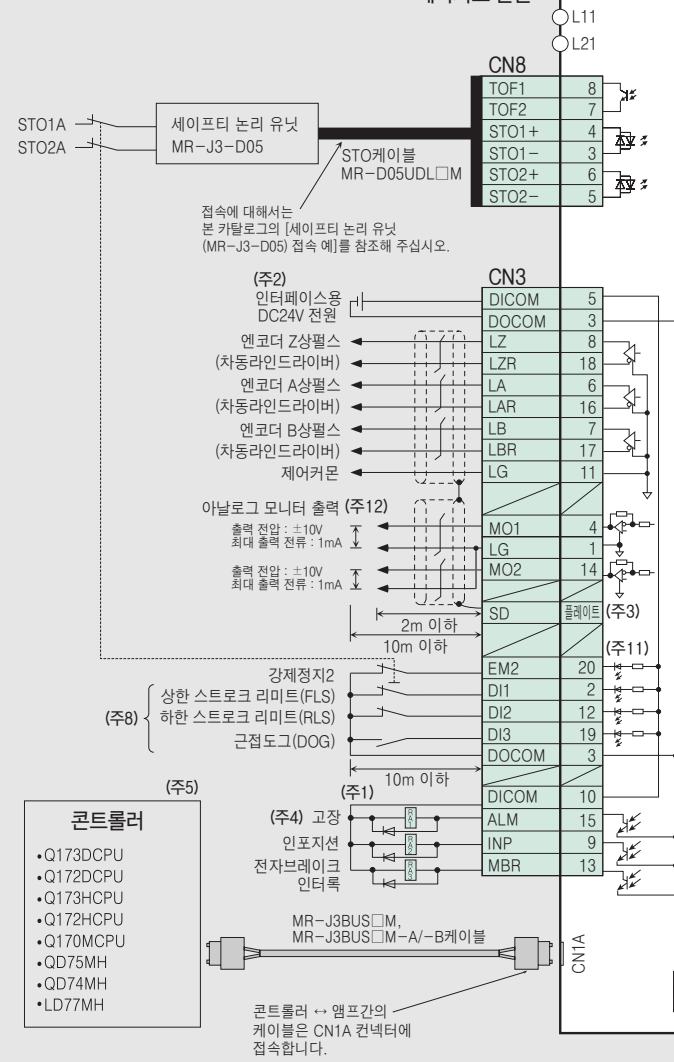 L11
L21
CN8
TOF1 8
TOF2 7
STO1+ 4
STO1- 3
STO2+ 6
STO2- 5
STO1A
STO2A
세이프티 논리 유닛
MR-J3-D05
STO케이블
MR-D05UDL□M
접속에 대해서는
본 카탈로그의 [세이프티 논리 유닛
(MR-J3-D05) 접속 예]를 참조해 주십시오.
CN3
(주2)
인터페이스용
DC24V 전원
DICOM 5
DOCOM 3
엔코더 Z상펄스 LZ 8
(차동라인드라이버) LZR 18
엔코더 A상펄스 LA 6
(차동라인드라이버) LAR 16
엔코더 B상펄스 LB 7
(차동라인드라이버) LBR 17
제어커몬 LG 11
아날로그 모니터 출력 (주12)
출력 전압 : ±10V
최대 출력 전류 : 1mA
MO1 4
LG 1
출력 전압 : ±10V
최대 출력 전류 : 1mA
MO2 14
SD 플레이트 (주3)
2m 이하
10m 이하
(주11)
강제정지2 EM2 20
(주8)
상한 스트로크 리미트(FLS) DI1 2
하한 스트로크 리미트(RLS) DI2 12
근접도그(DOG) DI3 19
DOCOM 3
10m 이하
(주1)
DICOM 10
(주4) 고장 RA1 ALM 15
인포지션 RA2 INP 9
전자브레이크
인터록
RA3 MBR 13
(주5)
콘트롤러
•Q173DCPU
•Q172DCPU
•Q173HCPU
•Q172HCPU
•Q170MCPU
•QD75MH
•QD74MH
•LD77MH
MR-J3BUS□M,
MR-J3BUS□M-A/-B케이블
CN1A
콘트롤러 ↔ 앰프간의
케이블은 CN1A 컨넥터에
접속합니다.